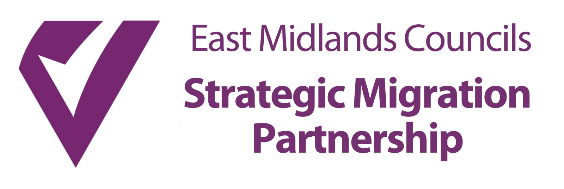 East Midlands Councils
Strategic Migration
Partnership